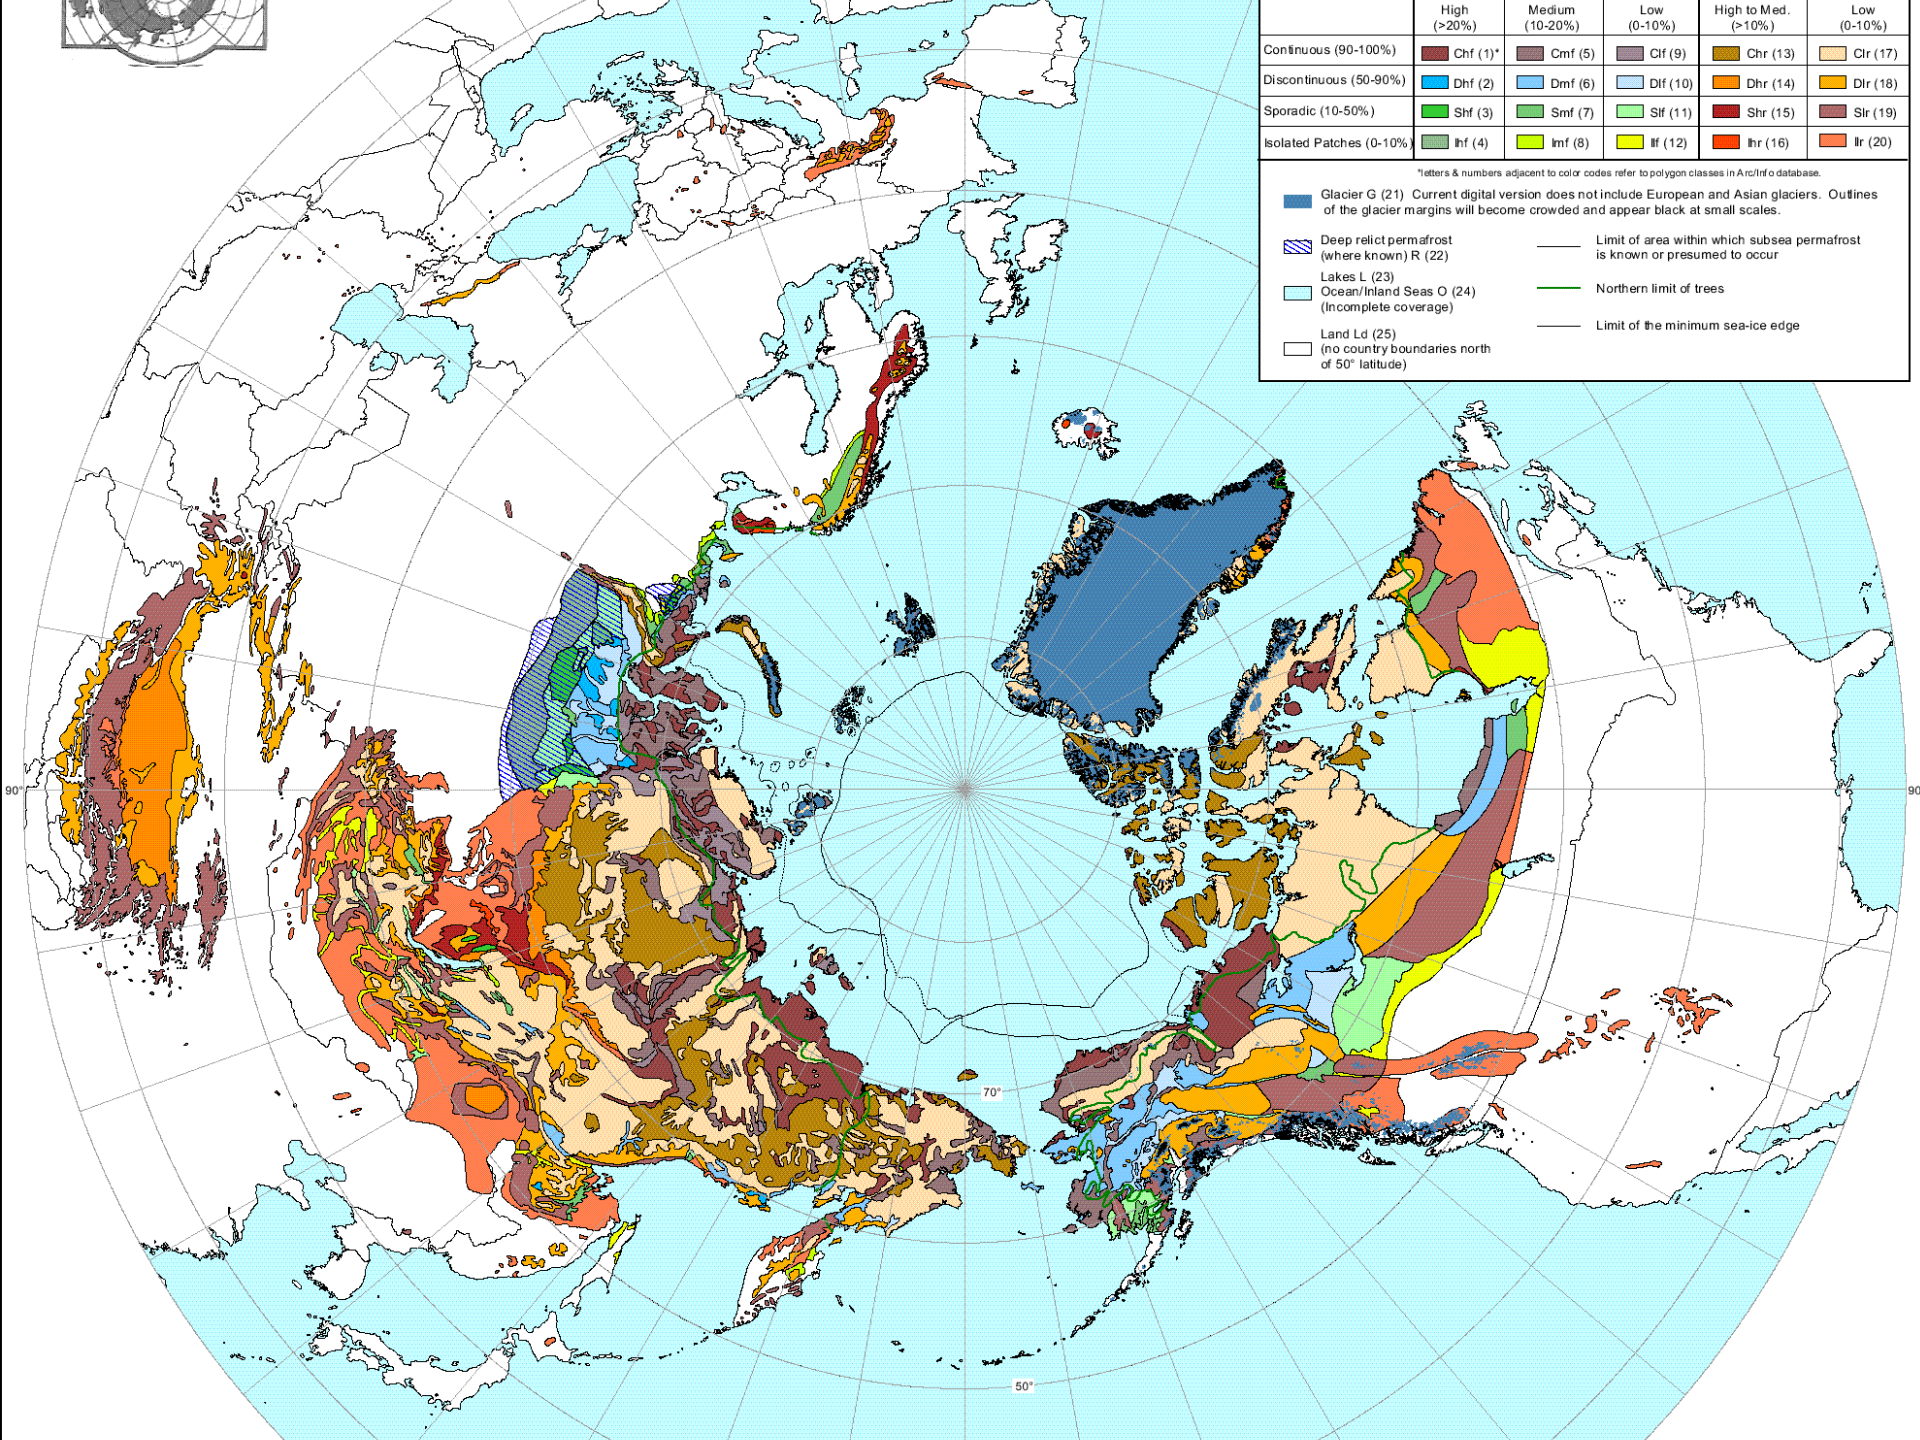 High Medium Low High to Med. Low
(>20%) (10-20%) (0-10%) (>10%) (0-10%)
Continuous (90-100%) Chf (1)* Cmf (5) Clf (9) Chr (13) Clr (17)
Discontinuous (50-90%) Dhf (2) Dmf (6) Dlf (10) Dhr (14) Dlr (18)
Sporadic (10-50%) Shf (3) Smf (7) Slf (11) Shr (15) Slr (19)
Isolated Patches (0-10%) Ihf (4) Imf (8) Ilf (12) Ihr (16) Ilr (20)
*letters & numbers adjacent to color codes refer to polygon classes in Arc/Info database.
Glacier G (21) Current digital version does not include European and Asian glaciers. Outlines
of the glacier margins will become crowded and appear black at small scales.
Deep relict permafrost
(where known) R (22)
Limit of area within which subsea permafrost
is known or presumed to occur
Lakes L (23)
Ocean/Inland Seas O (24)
(Incomplete coverage)
Northern limit of trees
Land Ld (25)
(no country boundaries north
of 50° latitude)
Limit of the minimum sea-ice edge
90°
90
70°
50°